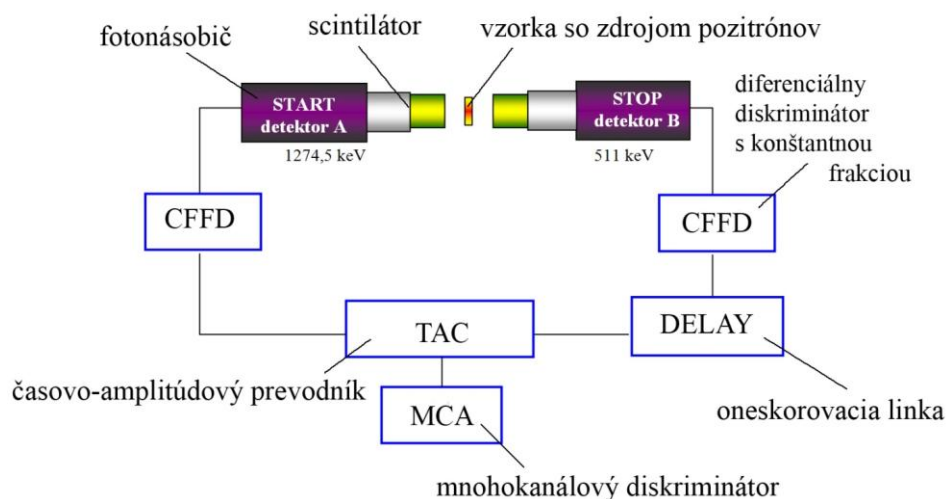 fotonásobič
scintilátor
vzorka so zdrojom pozitrónov
START
detektor A
1274,5 keV
STOP
detektor B
511 keV
diferenciálny
diskriminátor
s konštantnou
frakciou
CFFD
CFFD
TAC
DELAY
časovo-amplitúdový prevodník
MCA
oneskorovacia linka
mnohokanálový diskriminátor